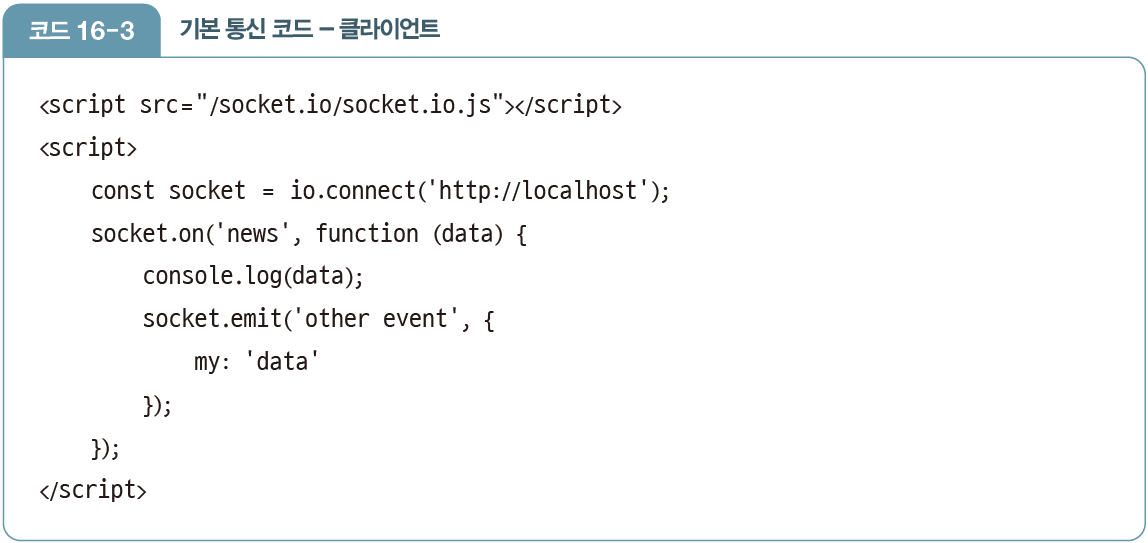 코드 16-3 기본 통신 코드 – 클라이언트
<script src="/socket.io/socket.io.js"></script>
<script>
    const socket = io.connect('http://localhost');
    socket.on('news', function (data) {
        console.log(data);
        socket.emit('other event', {
            my: 'data'
        });
    });
</script>